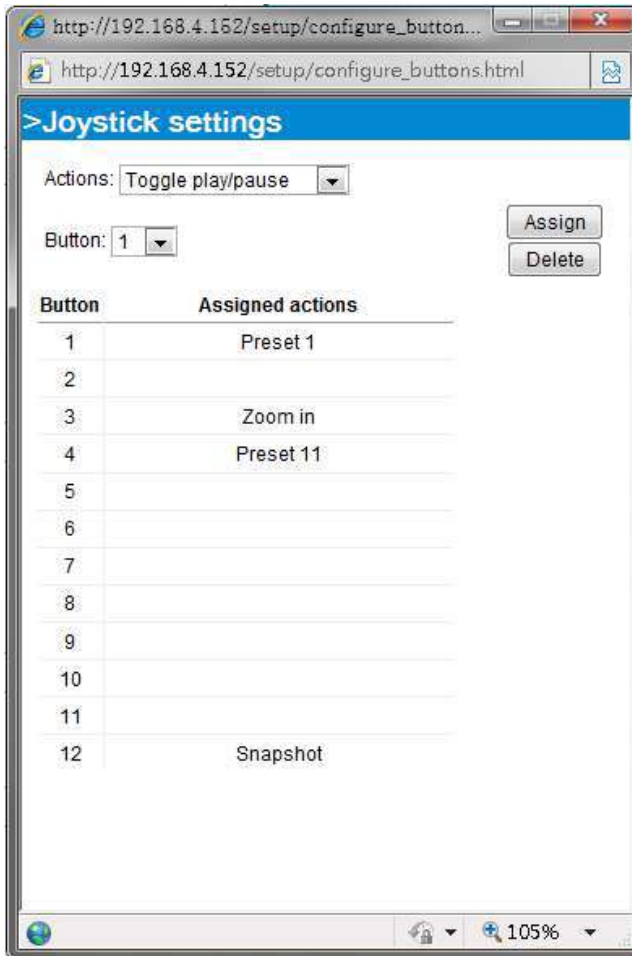 http://192.168.4.152/setup/configure_button...
http://192.168.4.152/setup/configure_buttons.html
>Joystick settings
Actions: Toggle play/pause
Button: 1
Assign
Delete
Button Assigned actions
1 Preset 1
2
3 Zoom in
4 Preset 11
5
6
7
8
9
10
11
12 Snapshot
105%